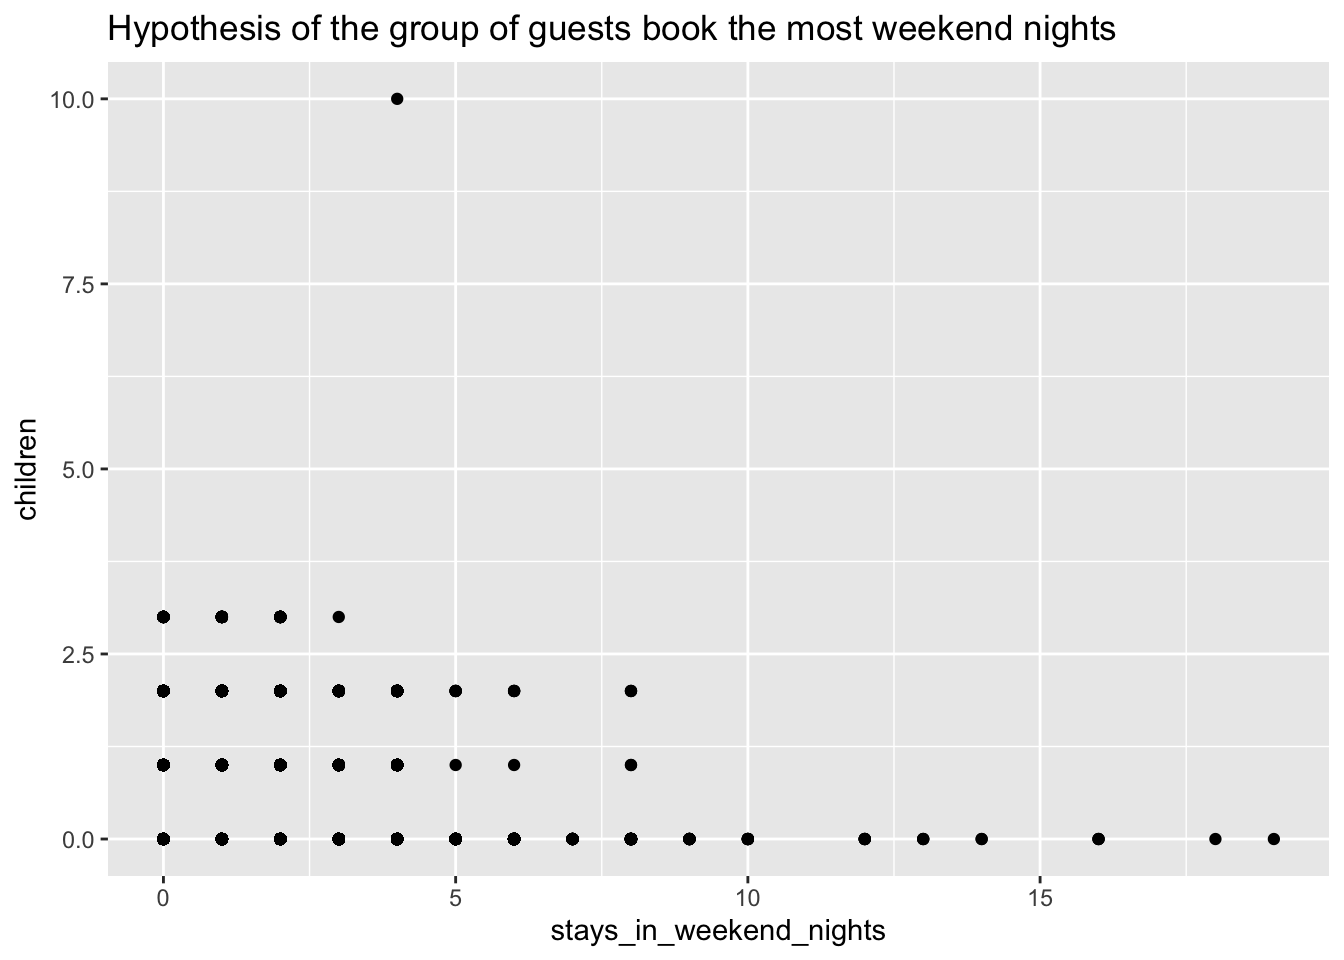 Hypothesis of the group of guests book the most weekend nights
10.0
7.5
5.0
2.5
0.0
children
0 5 10 15
stays_in_weekend_nights